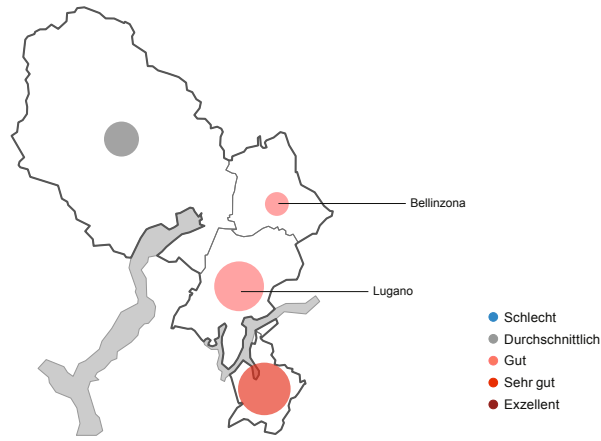 Bellinzona
Lugano
Schlecht
Durchschnittlich
Gut
Sehr gut
Exzellent